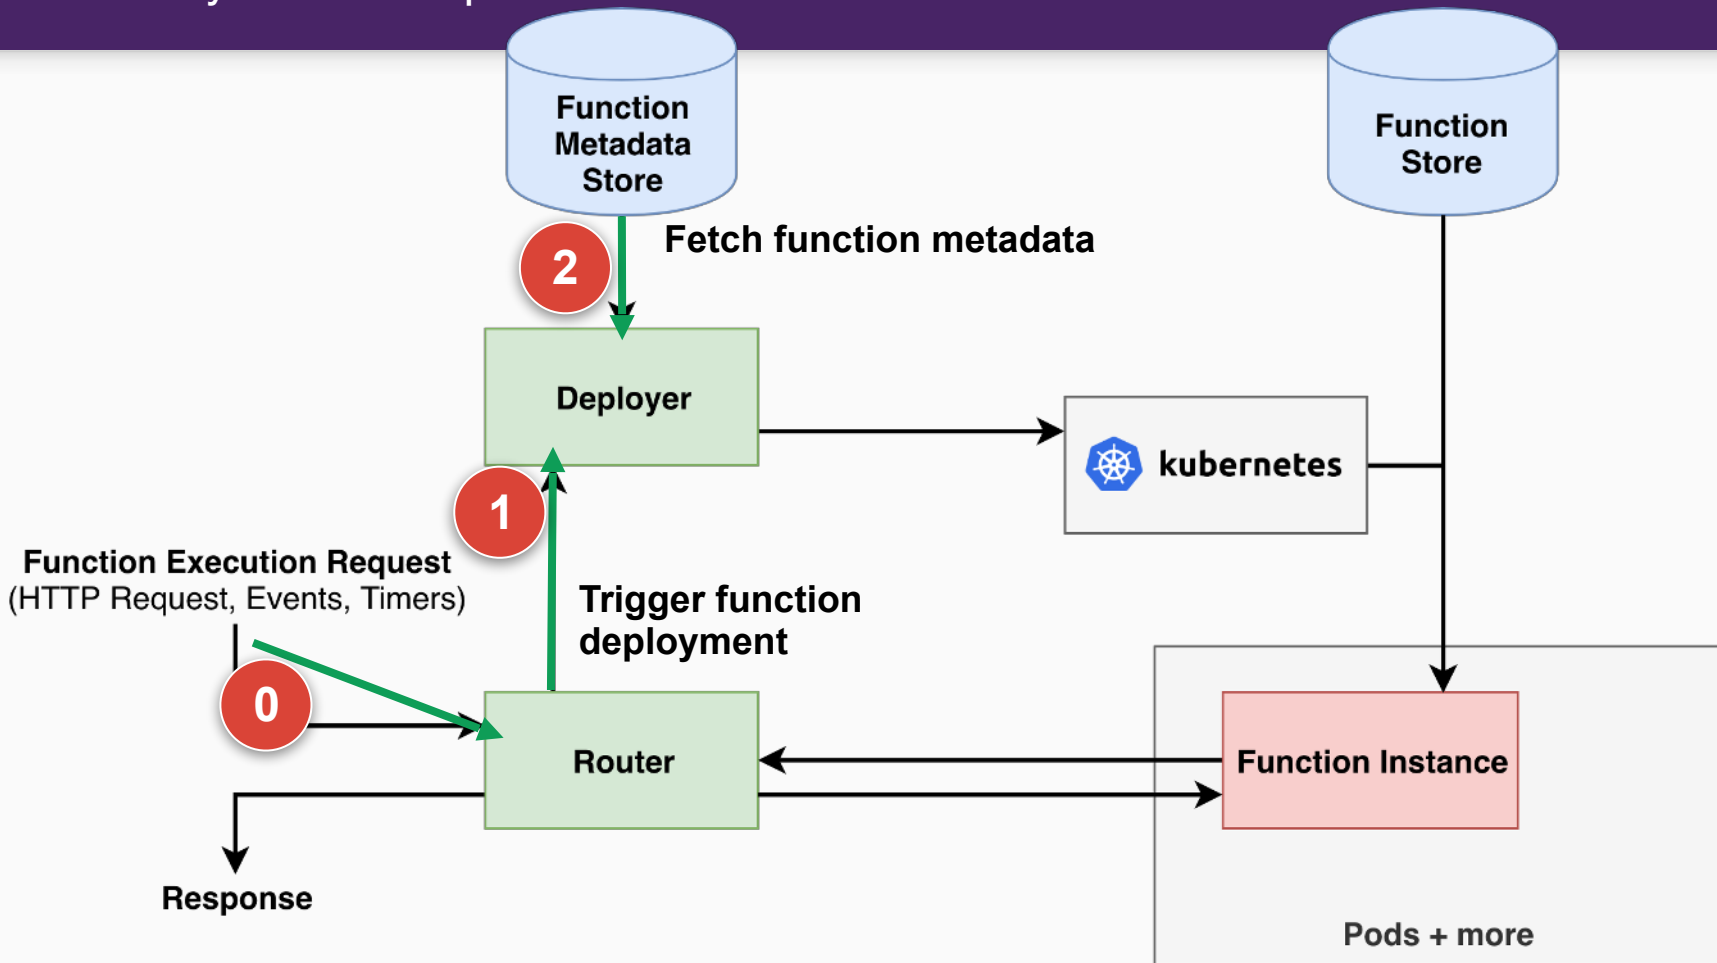 Function
Metadata
Store
Function
Store
2
Fetch function metadata
Deployer
kubernetes
1
Function Execution Request
(HTTP Request, Events, Timers)
Trigger function
deployment
0
Router
Function Instance
Response
Pods + more